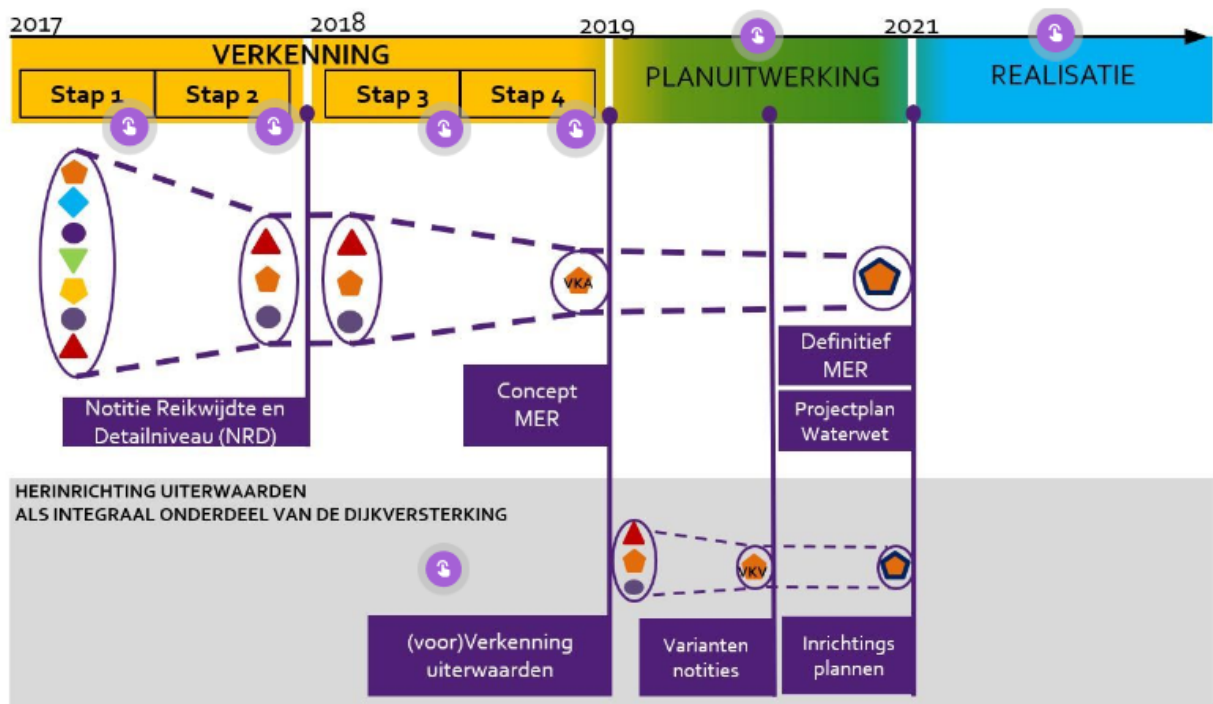 2017
2018
2019
2021
VERKENNING
PLANUITWERKING
REALISATIE
Stap 1
Stap 2
Stap 3
Stap 4
VKA
Notitie Reikwijdte en
Detailniveau (NRD)
Concept
MER
Definitief
MER
Projectplan
Waterwet
HERINRICHTING UITERWAARDEN
ALS INTEGRAAL ONDERDEEL VAN DE DIJKVERSTERKING
VKV
(voor)Verkenning
uiterwaarden
Varianten
notities
Inrichtings
plannen